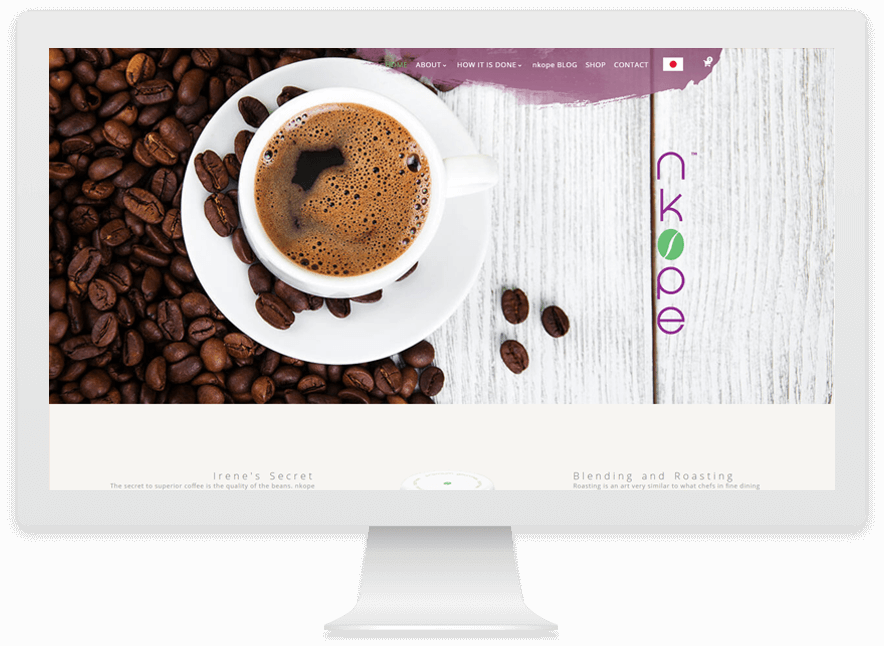 HOME ABOUT HOW IT IS DONE nkope BLOG SHOP CONTACT 0
nkope™
Irene's Secret
The secret to superior coffee is the quality of the beans. nkope
Blending and Roasting
Roasting is an art very similar to what chefs in fine dining